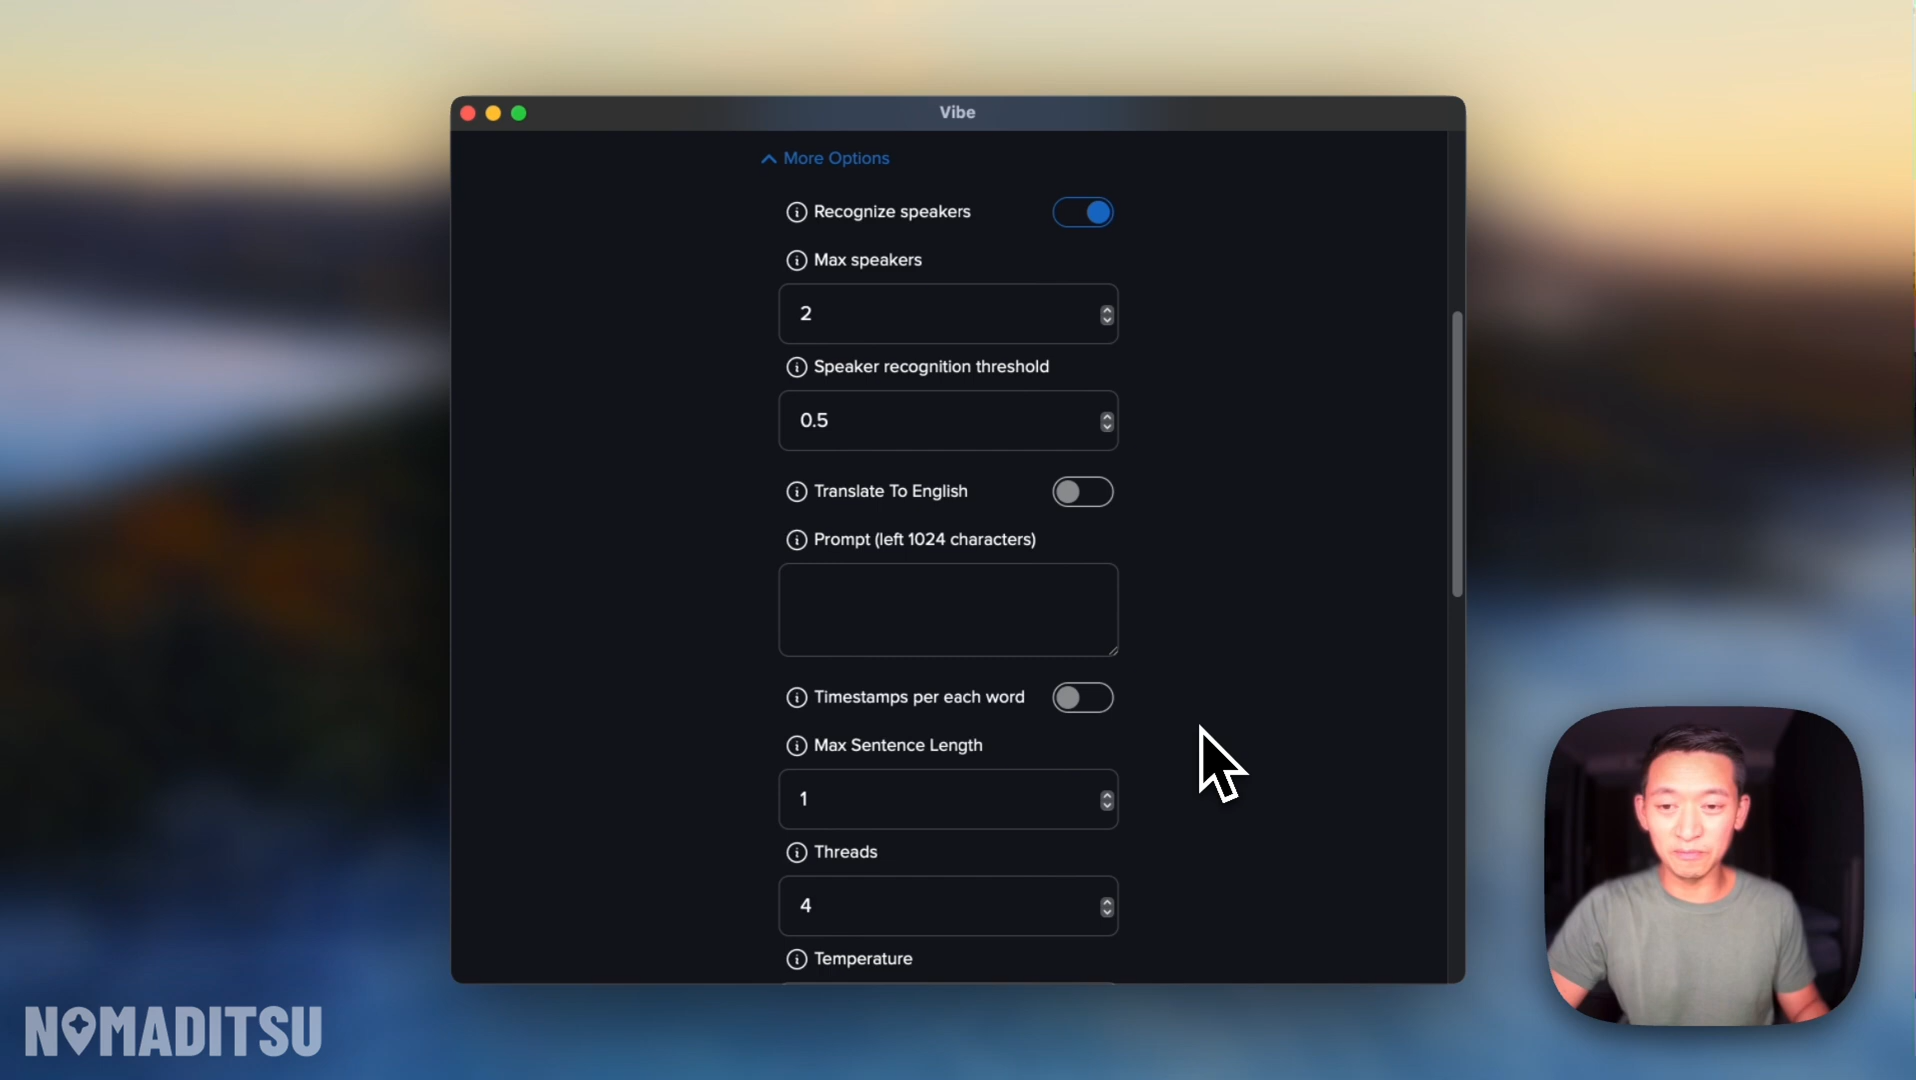 Vibe
More Options
Recognize speakers
Max speakers
2
Speaker recognition threshold
0.5
Translate To English
Prompt (left 1024 characters)
Timestamps per each word
Max Sentence Length
1
Threads
4
Temperature
NOMADITSU